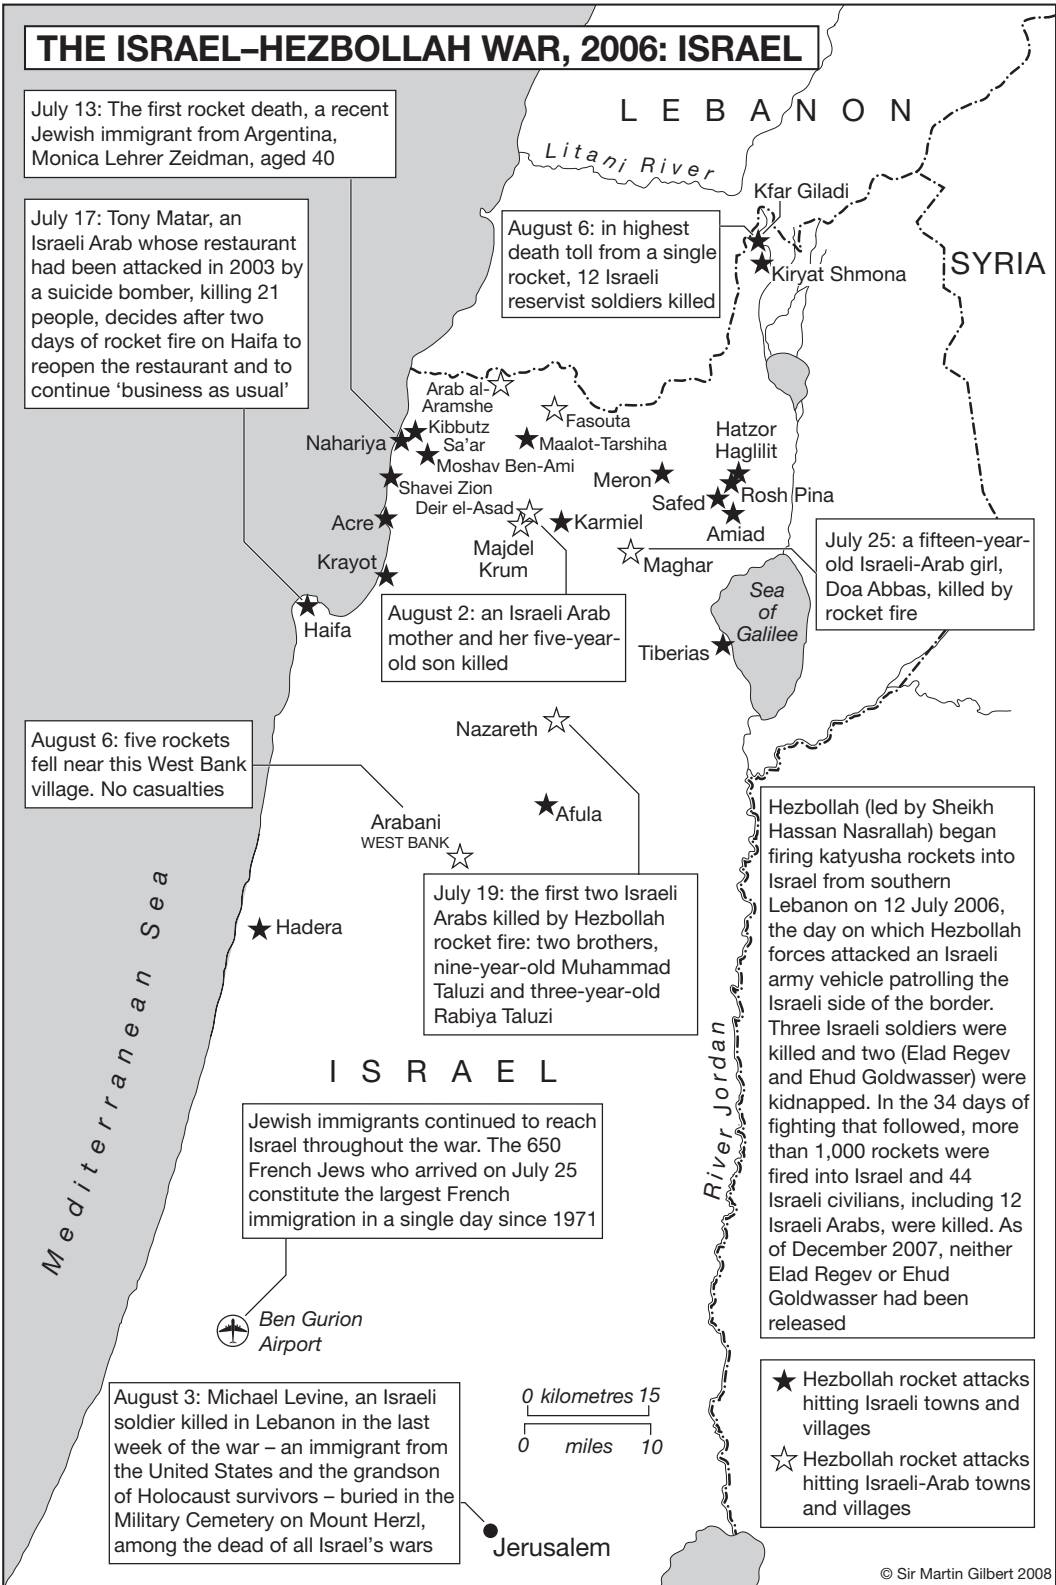 THE ISRAEL–HEZBOLLAH WAR, 2006: ISRAEL
July 13: The first rocket death, a recent
Jewish immigrant from Argentina,
Monica Lehrer Zeidman, aged 40
LEBANON
Litani River
July 17: Tony Matar, an
Israeli Arab whose restaurant
had been attacked in 2003 by
a suicide bomber, killing 21
people, decides after two
days of rocket fire on Haifa to
reopen the restaurant and to
continue ‘business as usual’
August 6: in highest
death toll from a single
rocket, 12 Israeli
reservist soldiers killed
Kfar Giladi
Kiryat Shmona
SYRIA
Arab al-
Aramshe
Fasouta
Kibbutz
Sa’ar
Nahariya
Maalot-Tarshiha
Moshav Ben-Ami
Hatzor
Haglilit
Meron
Shavei Zion
Safed
Rosh Pina
Deir el-Asad
Acre
Karmiel
Amiad
Majdel
Krum
Maghar
Krayot
July 25: a fifteen-year-
old Israeli-Arab girl,
Doa Abbas, killed by
rocket fire
Haifa
August 2: an Israeli Arab
mother and her five-year-
old son killed
Sea
of
Galilee
Tiberias
Nazareth
August 6: five rockets
fell near this West Bank
village. No casualties
Afula
Arabani
WEST BANK
July 19: the first two Israeli
Arabs killed by Hezbollah
rocket fire: two brothers,
nine-year-old Muhammad
Taluzi and three-year-old
Rabiya Taluzi
Hadera
Mediterranean Sea
Hezbollah (led by Sheikh
Hassan Nasrallah) began
firing katyusha rockets into
Israel from southern
Lebanon on 12 July 2006,
the day on which Hezbollah
forces attacked an Israeli
army vehicle patrolling the
Israeli side of the border.
Three Israeli soldiers were
killed and two (Elad Regev
and Ehud Goldwasser) were
kidnapped. In the 34 days of
fighting that followed, more
than 1,000 rockets were
fired into Israel and 44
Israeli civilians, including 12
Israeli Arabs, were killed. As
of December 2007, neither
Elad Regev or Ehud
Goldwasser had been
released
ISRAEL
River Jordan
Jewish immigrants continued to reach
Israel throughout the war. The 650
French Jews who arrived on July 25
constitute the largest French
immigration in a single day since 1971
Ben Gurion
Airport
August 3: Michael Levine, an Israeli
soldier killed in Lebanon in the last
week of the war – an immigrant from
the United States and the grandson
of Holocaust survivors – buried in the
Military Cemetery on Mount Herzl,
among the dead of all Israel’s wars
0 kilometres 15
0 miles 10
Jerusalem
Hezbollah rocket attacks
hitting Israeli towns and
villages
Hezbollah rocket attacks
hitting Israeli-Arab towns
and villages
© Sir Martin Gilbert 2008